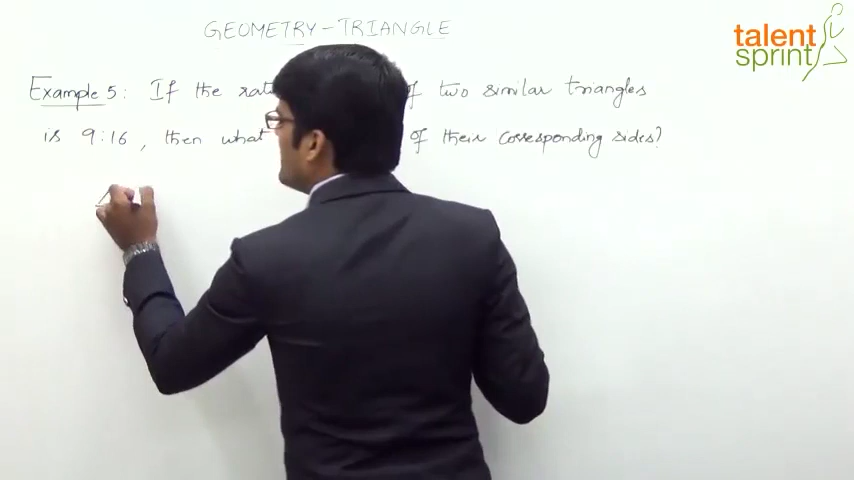 GEOMETRY-TRIANGLE
talent
sprint
Example 5: If the of two similar triangles
is 9:16, then what of their corresponding sides?